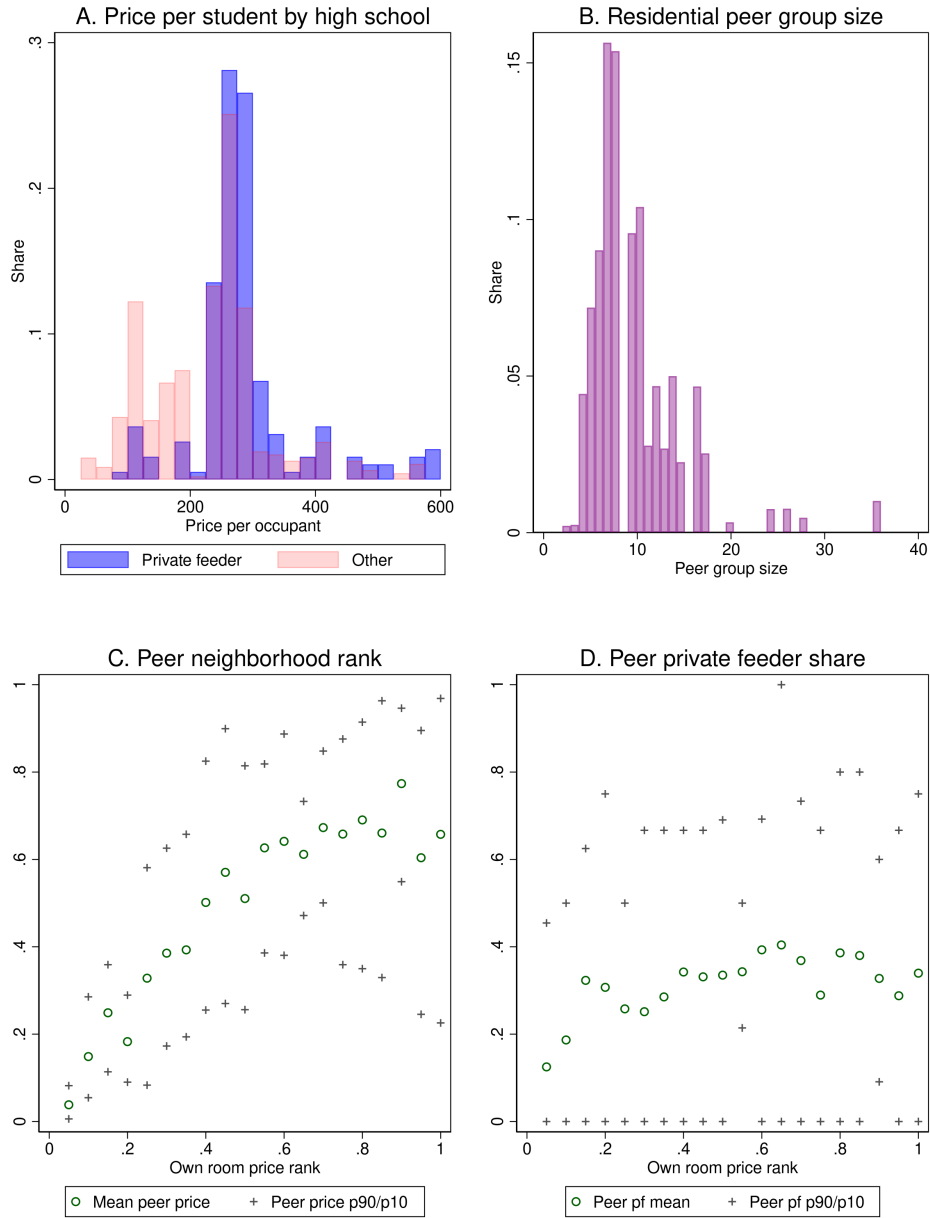 A. Price per student by high school
.3
.2
.1
0
Share
0 200 400 600
Price per occupant
Private feeder Other
B. Residential peer group size
.15
.1
.05
0
Share
0 10 20 30 40
Peer group size
C. Peer neighborhood rank
1
.8
.6
.4
.2
0
0 .2 .4 .6 .8 1
Own room price rank
Mean peer price Peer price p90/p10
D. Peer private feeder share
1
.8
.6
.4
.2
0
0 .2 .4 .6 .8 1
Own room price rank
Peer pf mean Peer pf p90/p10